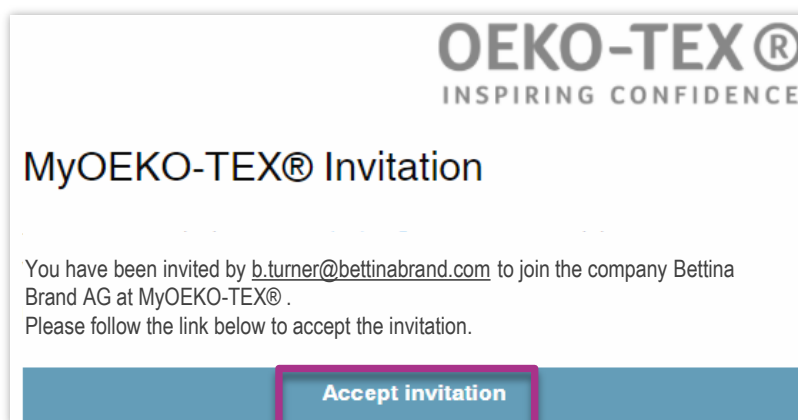 OEKO-TEX®
INSPIRING CONFIDENCE
MyOEKO-TEX® Invitation
You have been invited by b.turner@bettinabrand.com to join the company Bettina
Brand AG at MyOEKO-TEX® .
Please follow the link below to accept the invitation.
Accept invitation